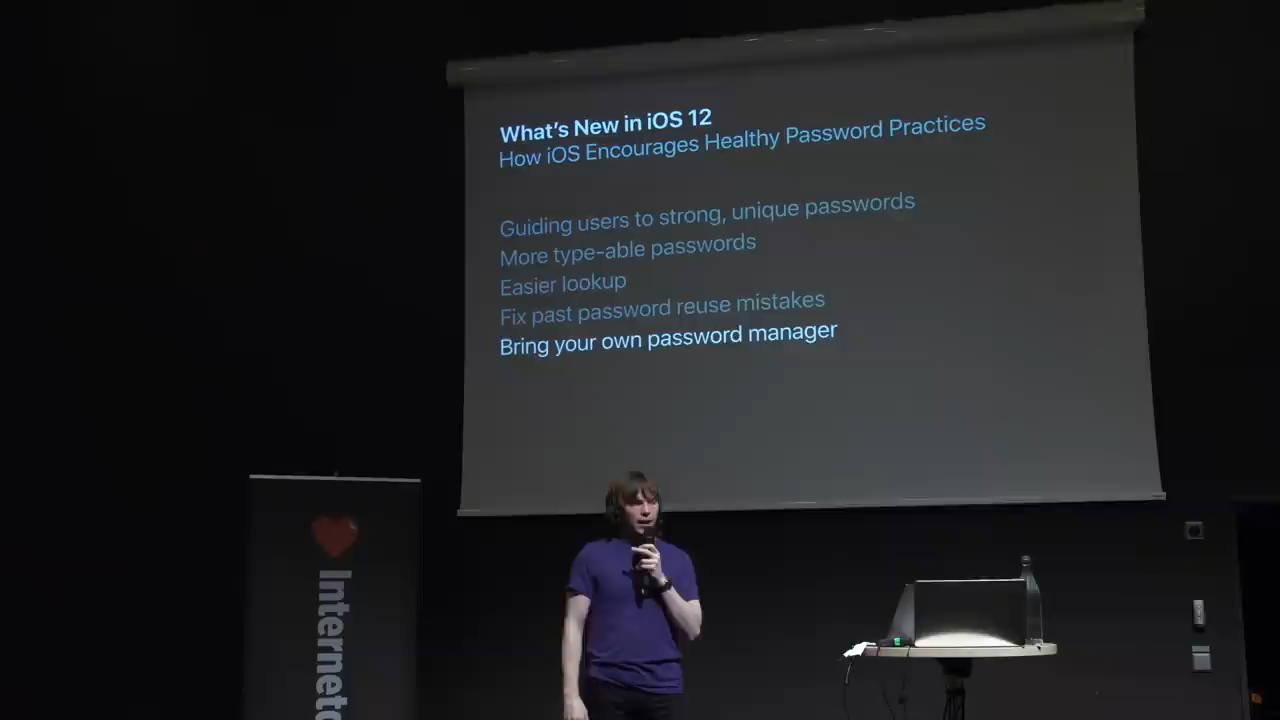 What's New in iOS 12
How iOS Encourages Healthy Password Practices
Guiding users to strong, unique passwords
More type-able passwords
Easier lookup
Fix past password reuse mistakes
Bring your own password manager